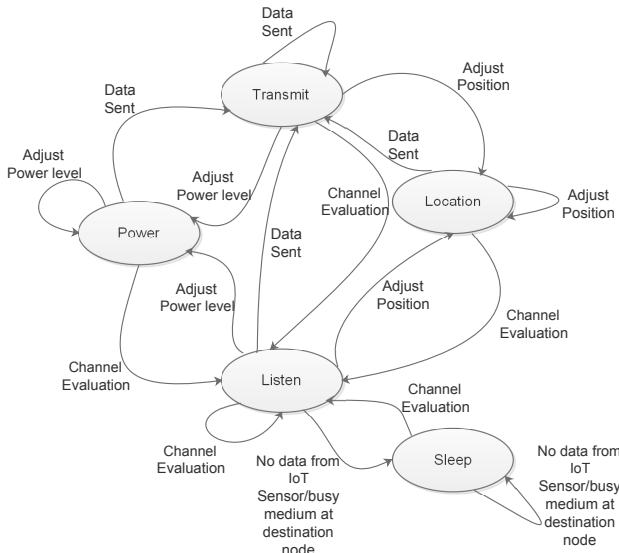 Data
Sent
Transmit
Adjust
Position
Data
Sent
Data
Sent
Adjust
Power level
Adjust
Power level
Channel
Evaluation
Location
Adjust
Position
Power
Data
Sent
Adjust
Power level
Adjust
Position
Channel
Evaluation
Channel
Evaluation
Listen
Channel
Evaluation
Channel
Evaluation
No data from
IoT
Sensor/busy
medium at
destination
node
Sleep
No data from
IoT
Sensor/busy
medium at
destination
node